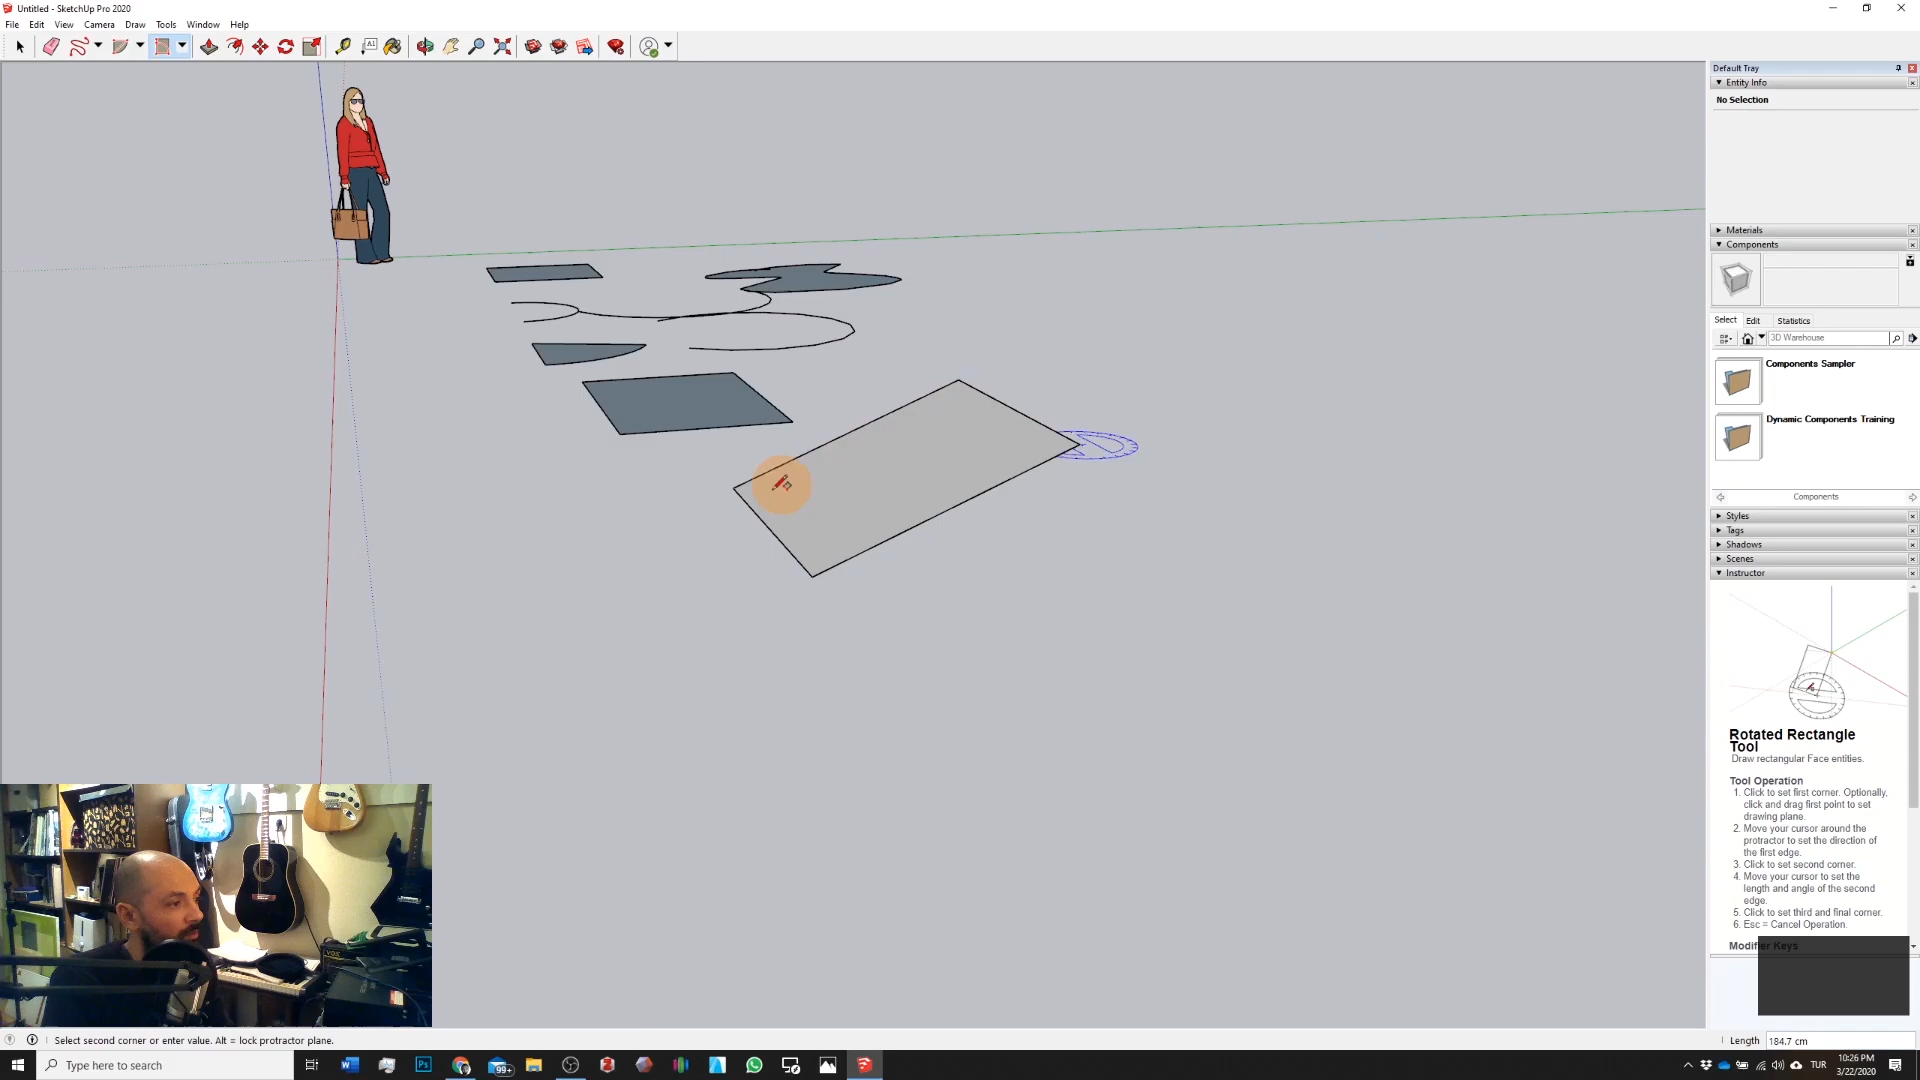 Untitled - SketchUp Pro 2020
File Edit View Camera Draw Tools Window Help
A1
Default Tray
Entity Info
No Selection
Materials
Components
Select Edit Statistics
3D Warehouse
Components Sampler
Dynamic Components Training
Components
Styles
Tags
Shadows
Scenes
Instructor
Rotated Rectangle
Tool
Draw rectangular Face entities.
Tool Operation
1. Click to set first corner. Optionally,
click and drag first point to set
drawing plane.
2. Move your cursor around the
protractor to set the direction of
the first edge.
3. Click to set second corner.
4. Move your cursor to set the
length and angle of the second
edge.
5. Click to set third and final corner.
6. Esc = Cancel Operation.
Modifier Keys
VOX
Select second corner or enter value. Alt = lock protractor plane.
Length 184.7 cm
Type here to search
99+
TUR
10:26 PM
3/22/2020